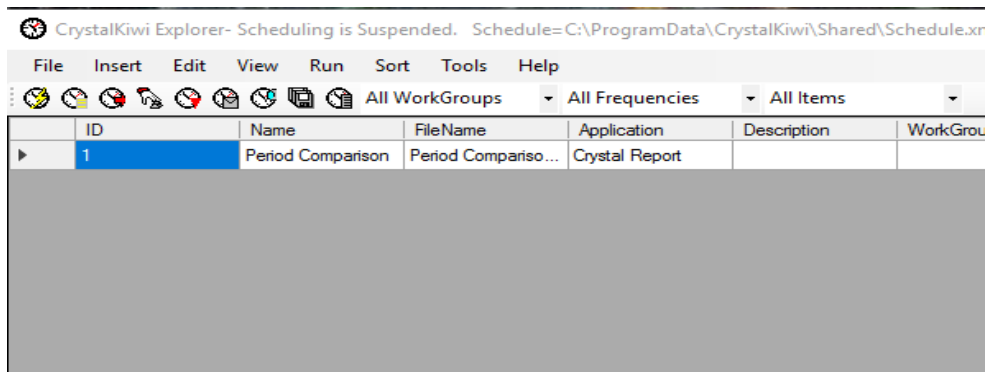 CrystalKiwi Explorer- Scheduling is Suspended. Schedule=C:\ProgramData\CrystalKiwi\Shared\Schedule.xm
File Insert Edit View Run Sort Tools Help
All WorkGroups All Frequencies All Items
ID Name FileName Application Description WorkGrou
1 Period Comparison Period Compariso... Crystal Report